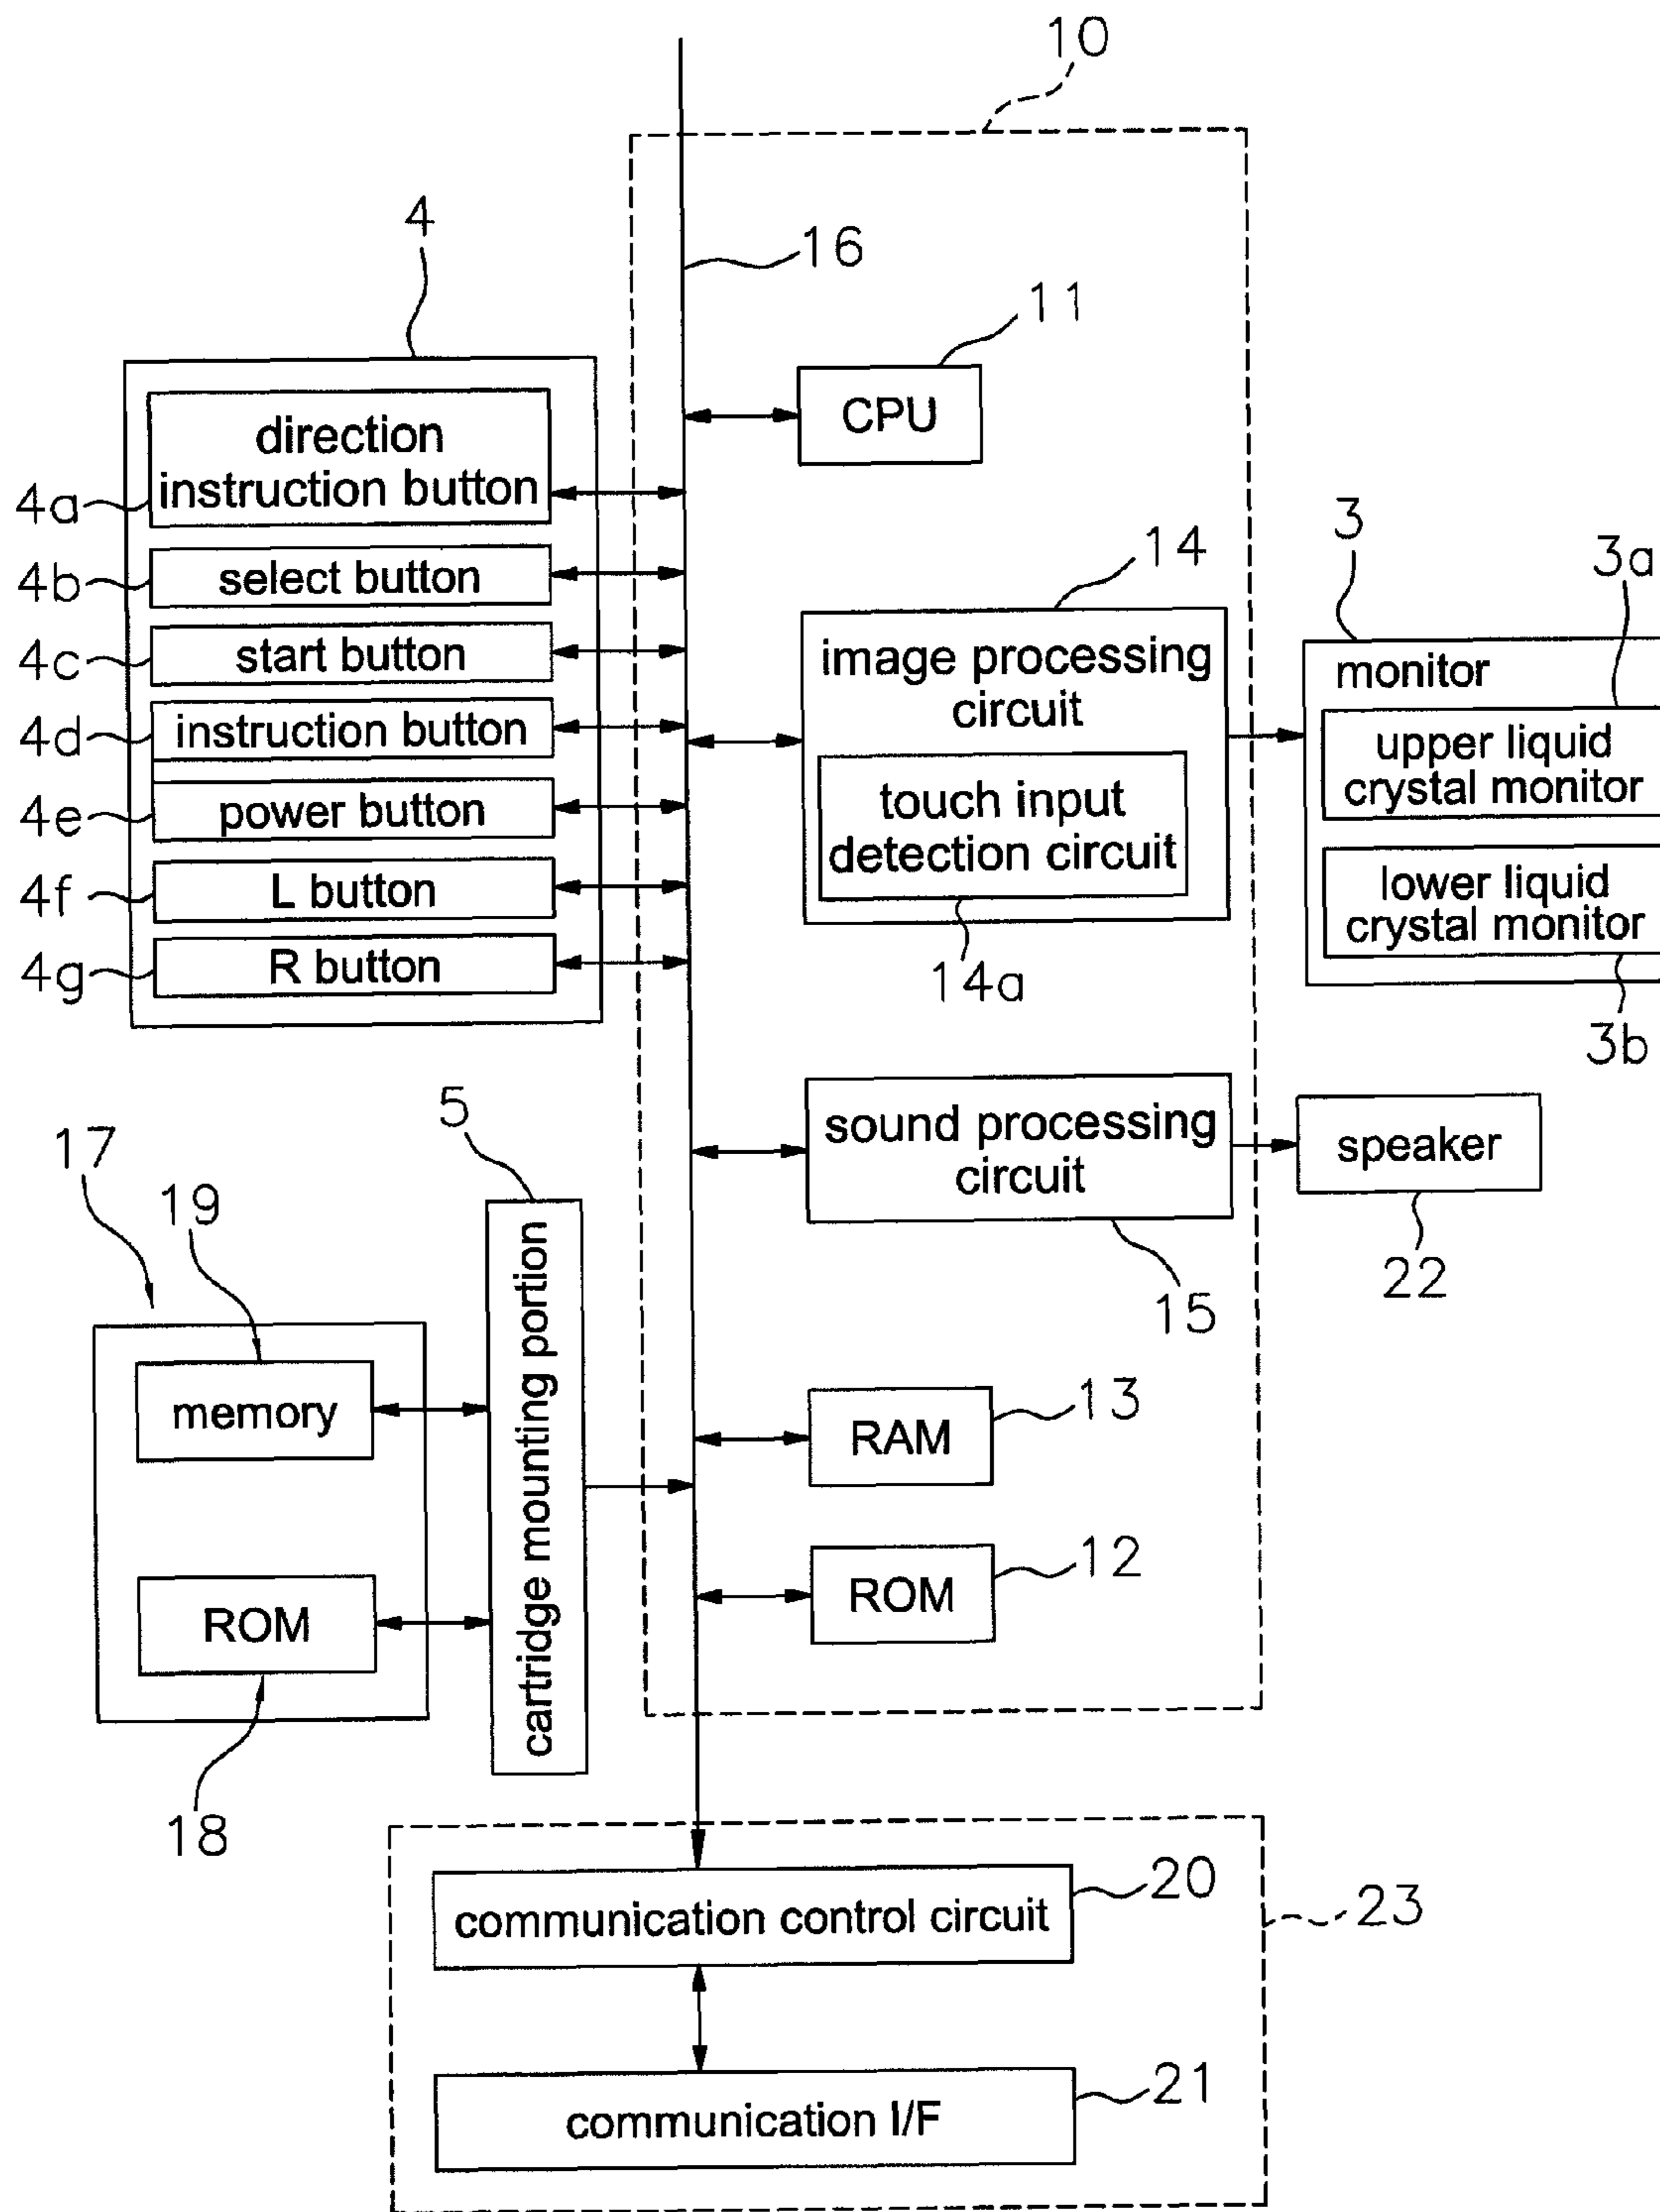 10
4
16
11
CPU
direction
instruction button
4a
3
14
3a
4b
select button
4c
start button
image processing
circuit
monitor
4d
instruction button
upper liquid
crystal monitor
4e
power button
touch input
detection circuit
4f
L button
lower liquid
crystal monitor
4g
R button
14a
3b
5
sound processing
circuit
speaker
17
19
22
15
cartridge mounting portion
memory
13
RAM
12
ROM
ROM
18
20
communication control circuit
23
21
communication I/F